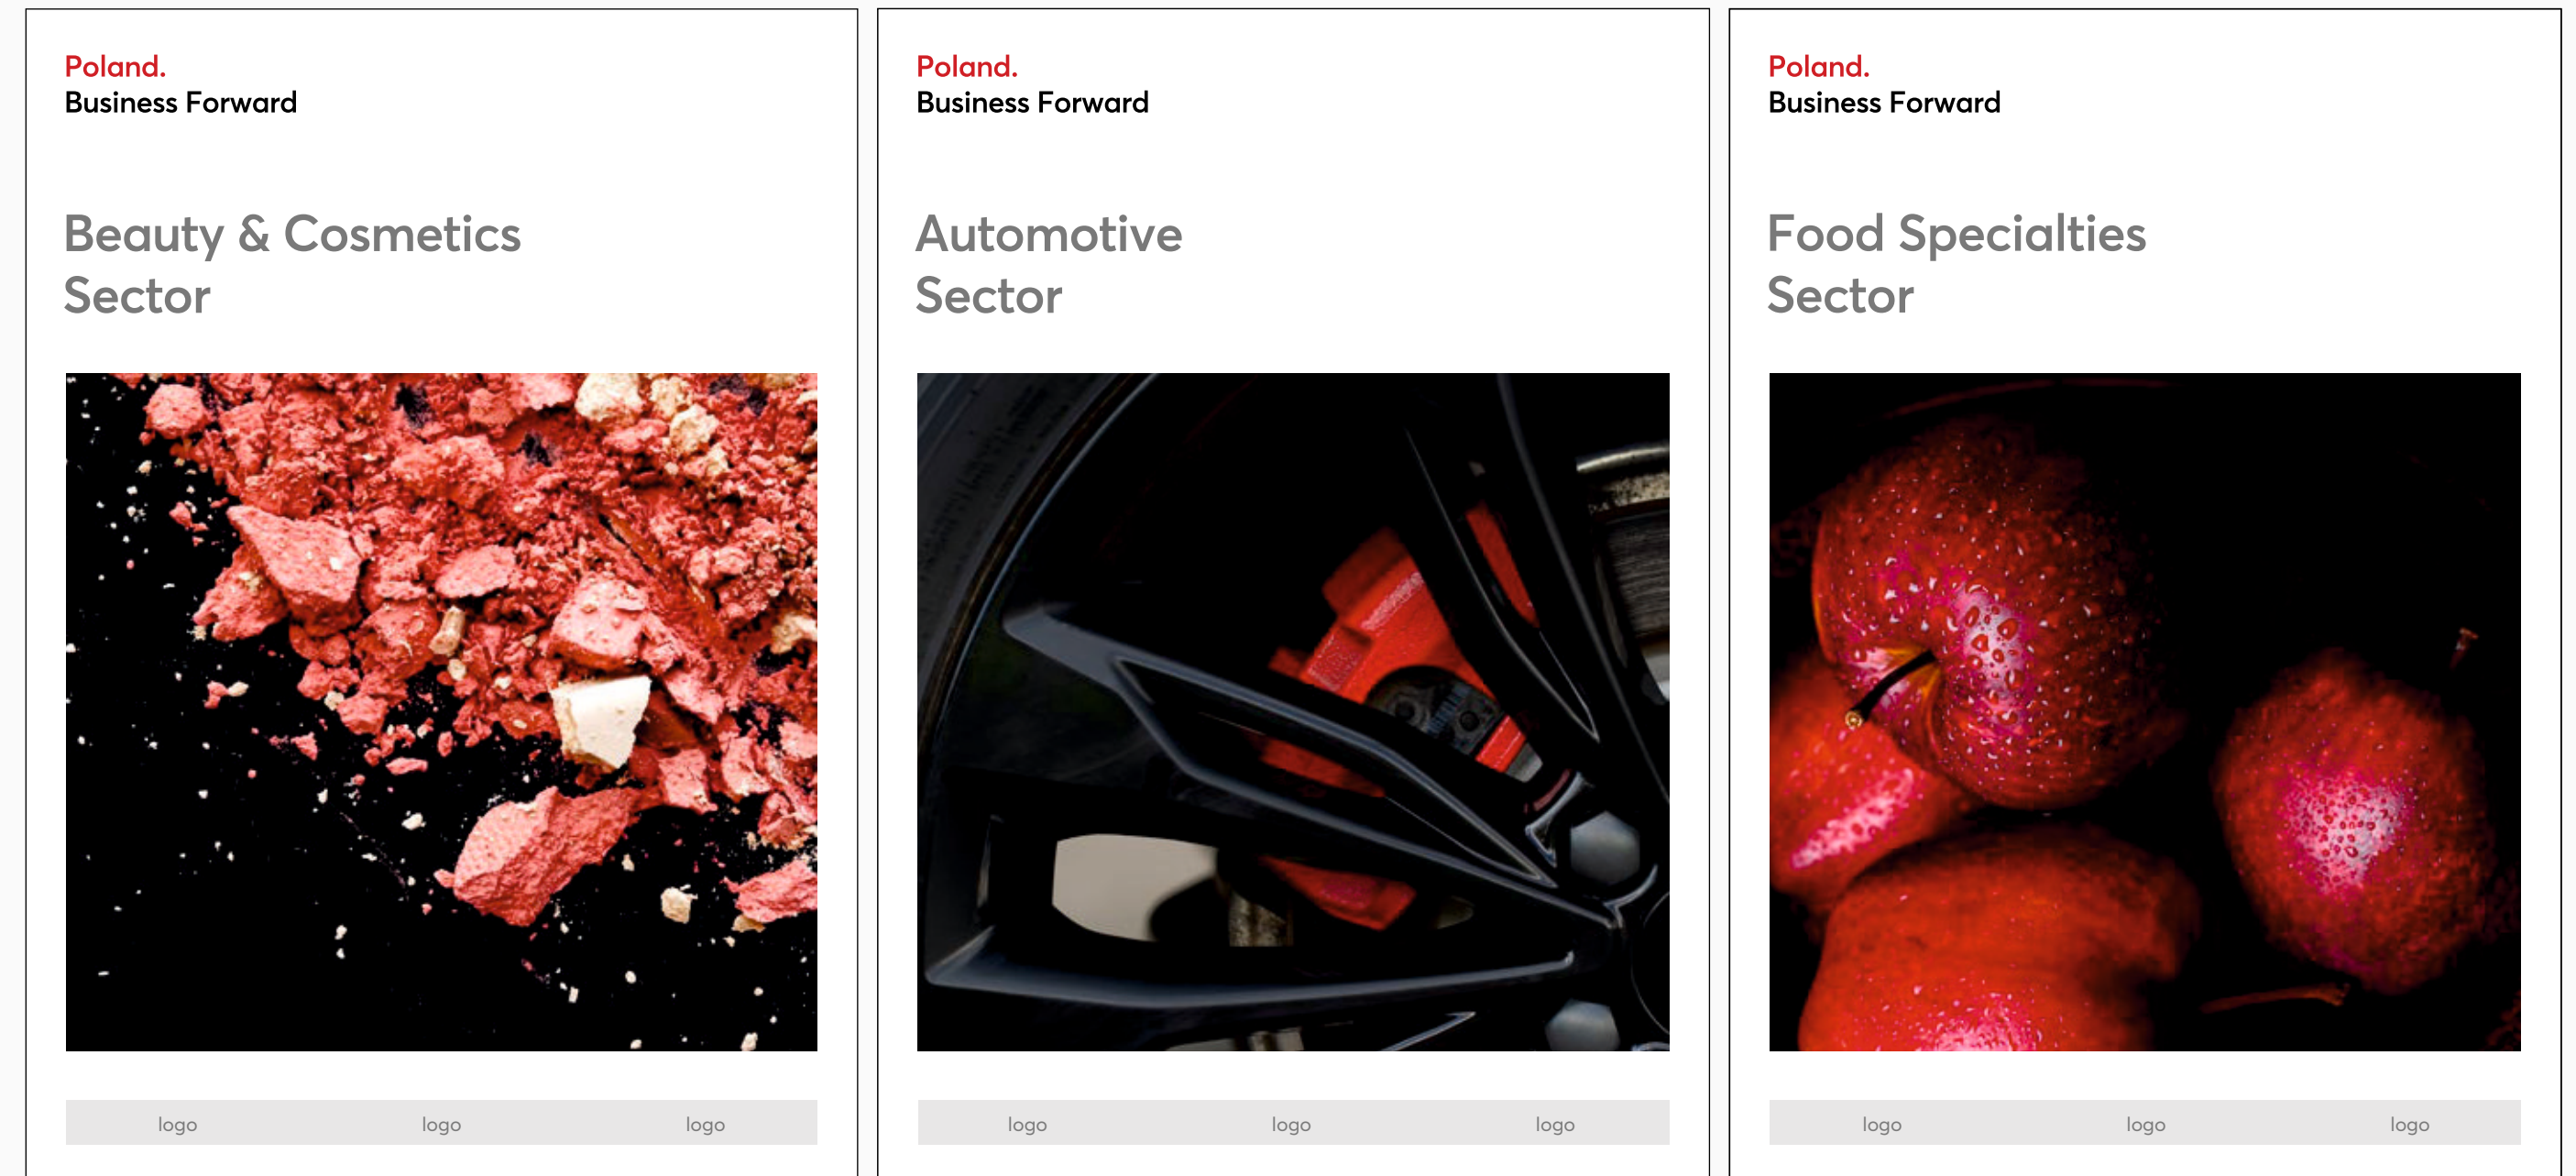 Poland.
Business Forward
Beauty & Cosmetics
Sector
logo logo logo
Poland.
Business Forward
Automotive
Sector
logo logo logo
Poland.
Business Forward
Food Specialties
Sector
logo logo logo